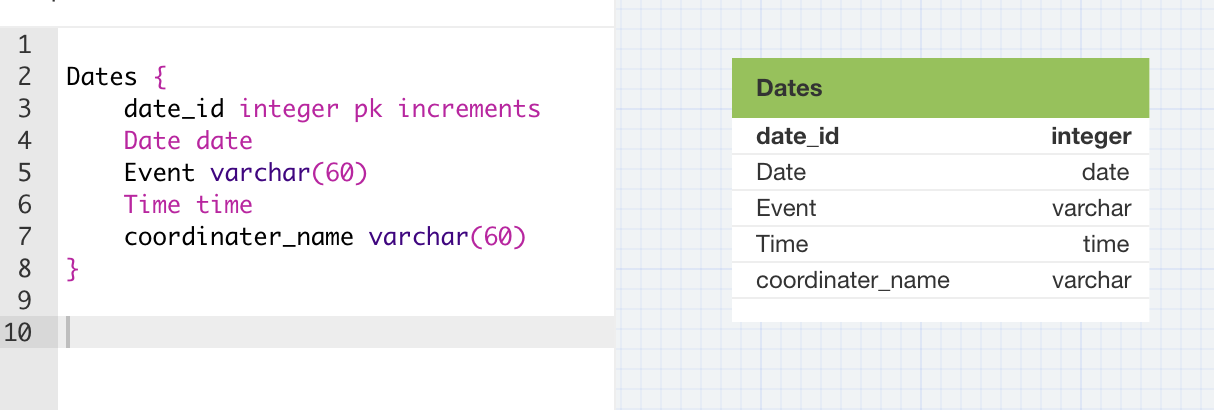 1
2 Dates {
3 date_id integer pk increments
4 Date date
5 Event varchar(60)
6 Time time
7 coordinater_name varchar(60)
8 }
9
10
Dates
date_id integer
Date date
Event varchar
Time time
coordinater_name varchar